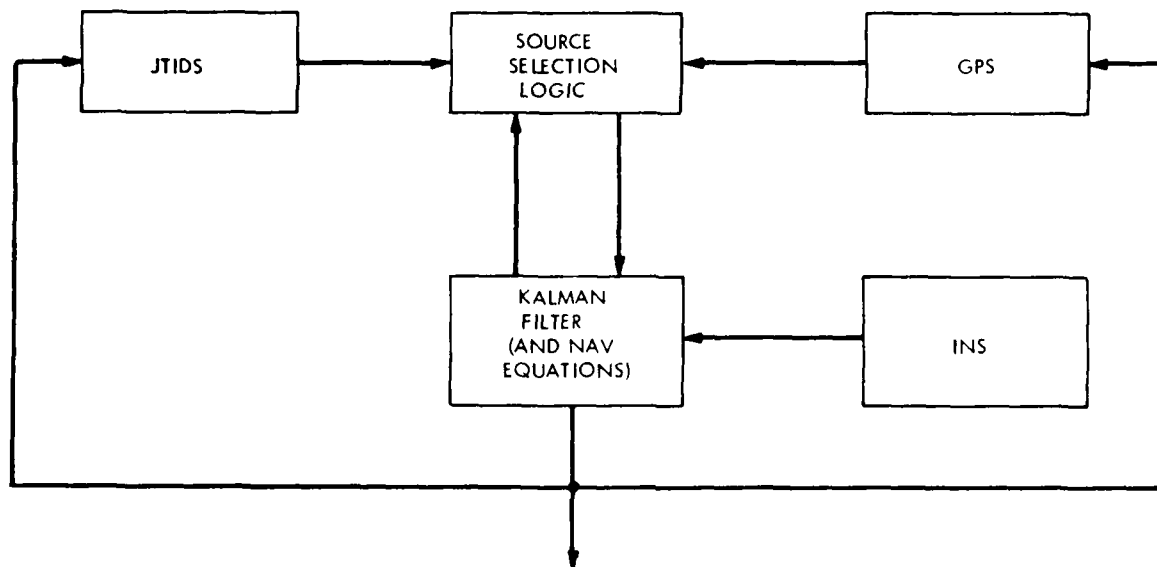 JTIDS
SOURCE
SELECTION
LOGIC
GPS
KALMAN
FILTER
(AND NAV
EQUATIONS)
INS